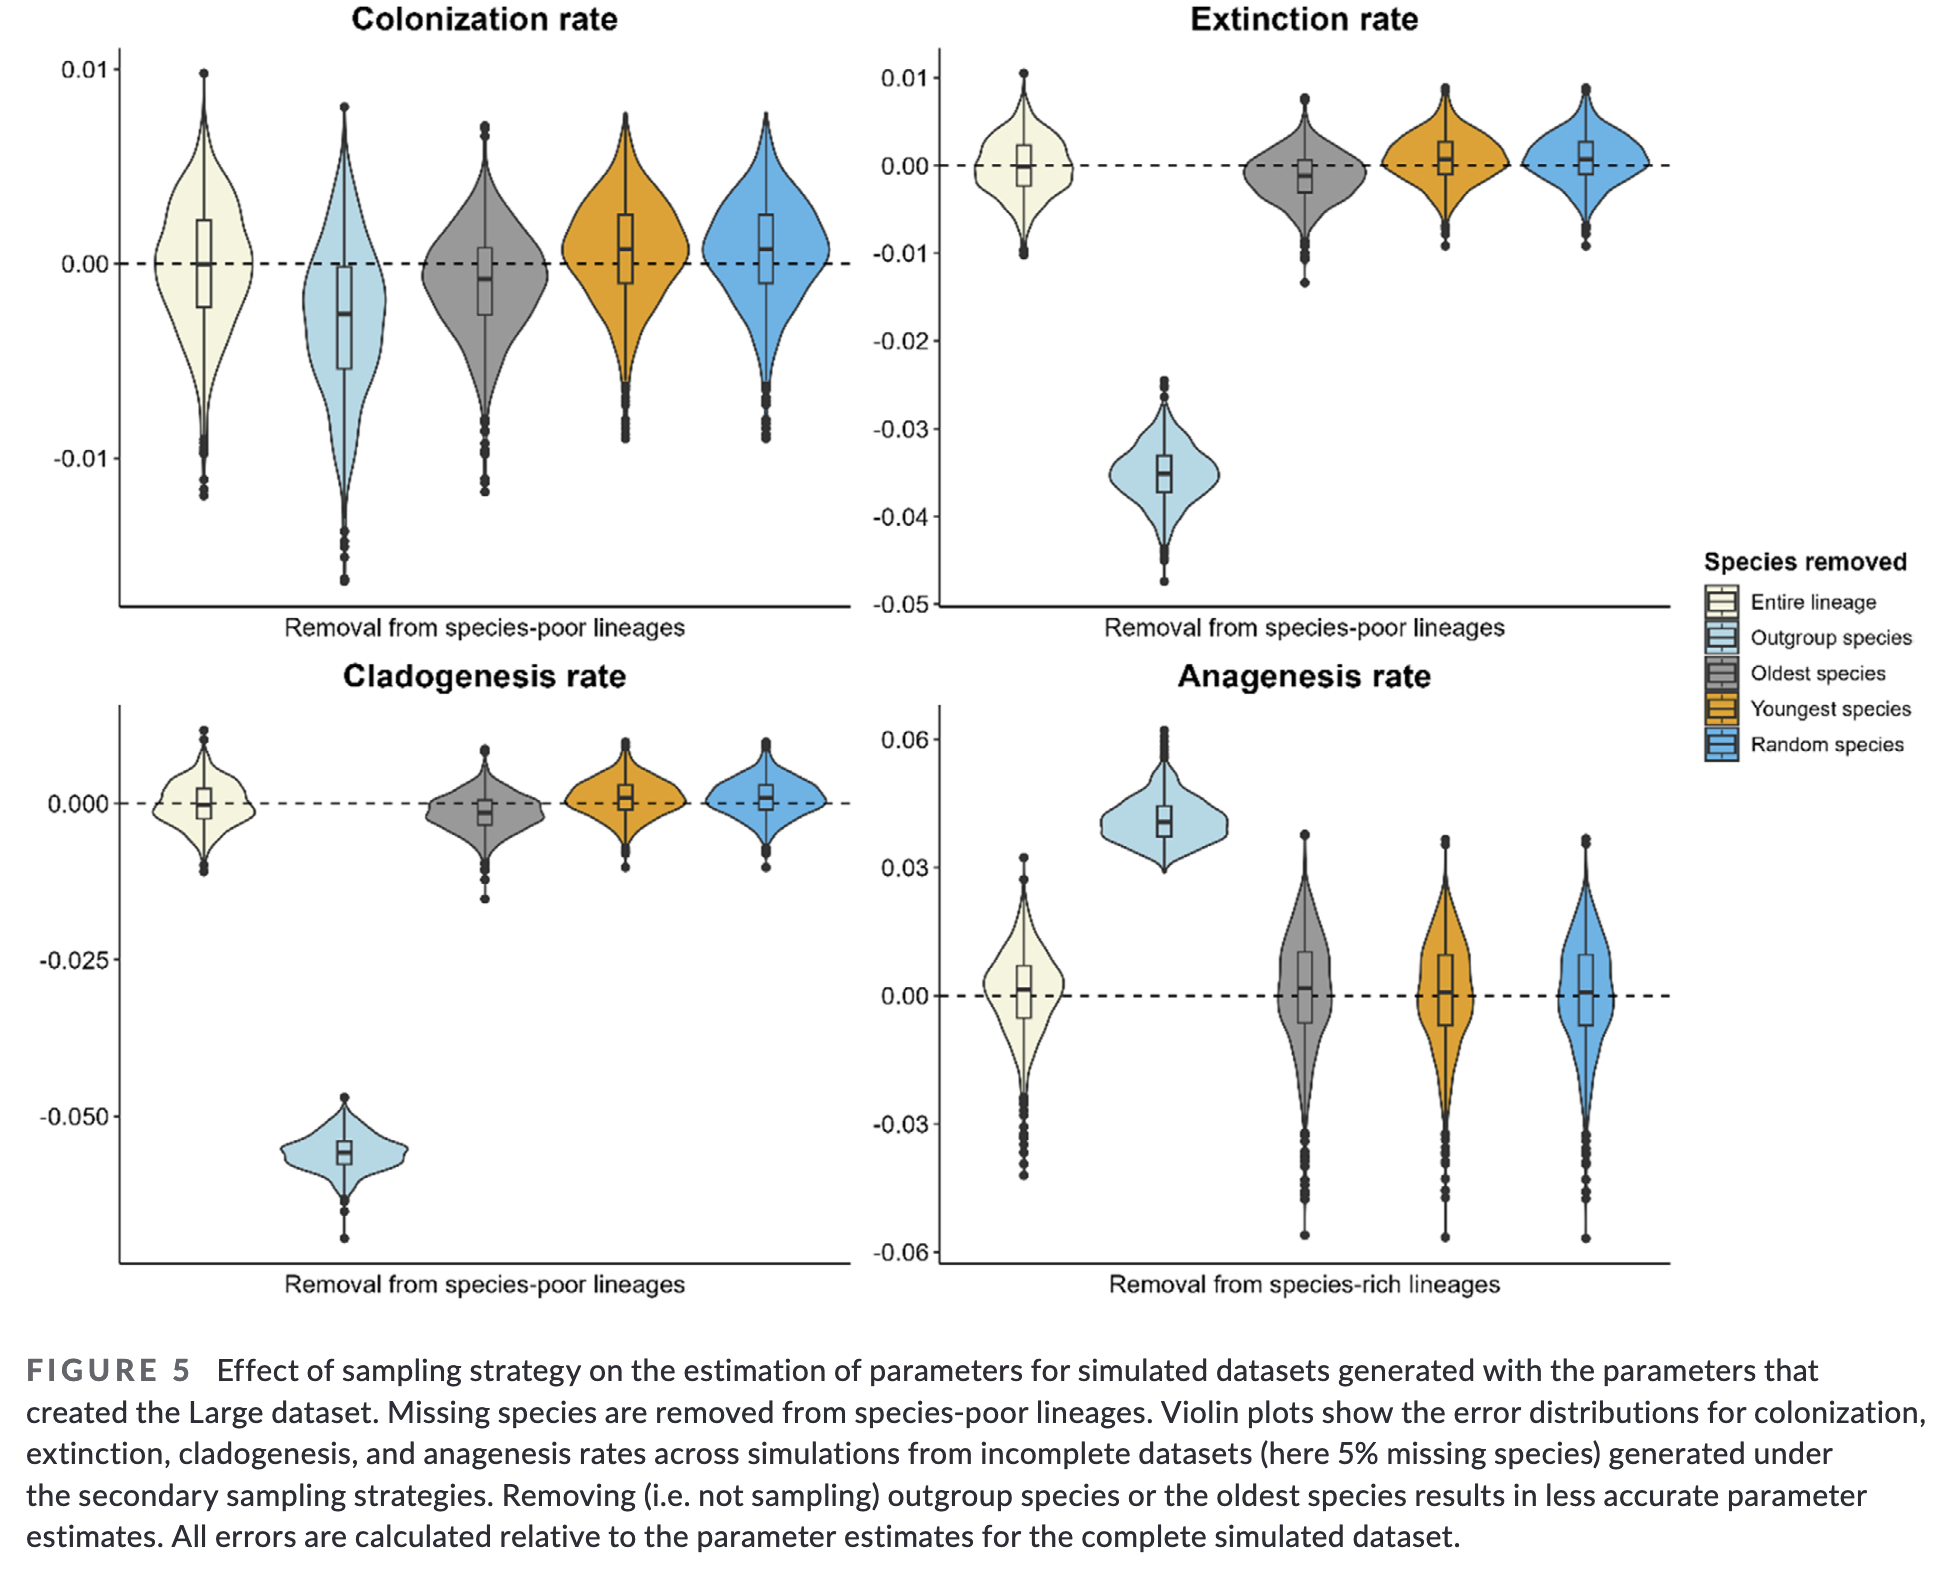 Colonization rate
0.01
0.00
-0.01
Removal from species-poor lineages
Extinction rate
0.01
0.00
-0.01
-0.02
-0.03
-0.04
-0.05
Removal from species-poor lineages
Species removed
Entire lineage
Outgroup species
Oldest species
Youngest species
Random species
Cladogenesis rate
0.000
-0.025
-0.050
Removal from species-poor lineages
Anagenesis rate
0.06
0.03
0.00
-0.03
-0.06
Removal from species-rich lineages
FIGURE 5 Effect of sampling strategy on the estimation of parameters for simulated datasets generated with the parameters that
created the Large dataset. Missing species are removed from species-poor lineages. Violin plots show the error distributions for colonization,
extinction, cladogenesis, and anagenesis rates across simulations from incomplete datasets (here 5% missing species) generated under
the secondary sampling strategies. Removing (i.e. not sampling) outgroup species or the oldest species results in less accurate parameter
estimates. All errors are calculated relative to the parameter estimates for the complete simulated dataset.